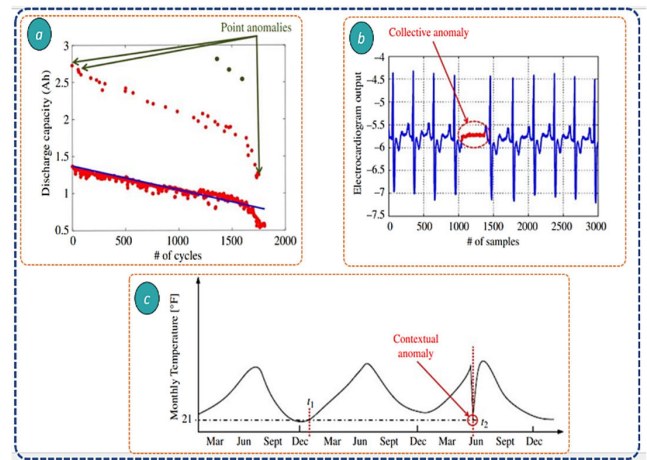 a
Point anomalies
3
2.5
2
1.5
1
0.5
Discharge capacity (Ah)
0 500 1000 1500 2000
# of cycles
b
Collective anomaly
-4
-4.5
-5
-5.5
-6
-6.5
-7
-7.5
Electrocardiogram output
0 500 1000 1500 2000 2500 3000
# of samples
c
Monthly Temperature [°F]
Contextual
anomaly
t1
21
t2
Mar Jun Sept Dec Mar Jun Sept Dec Mar Jun Sept Dec